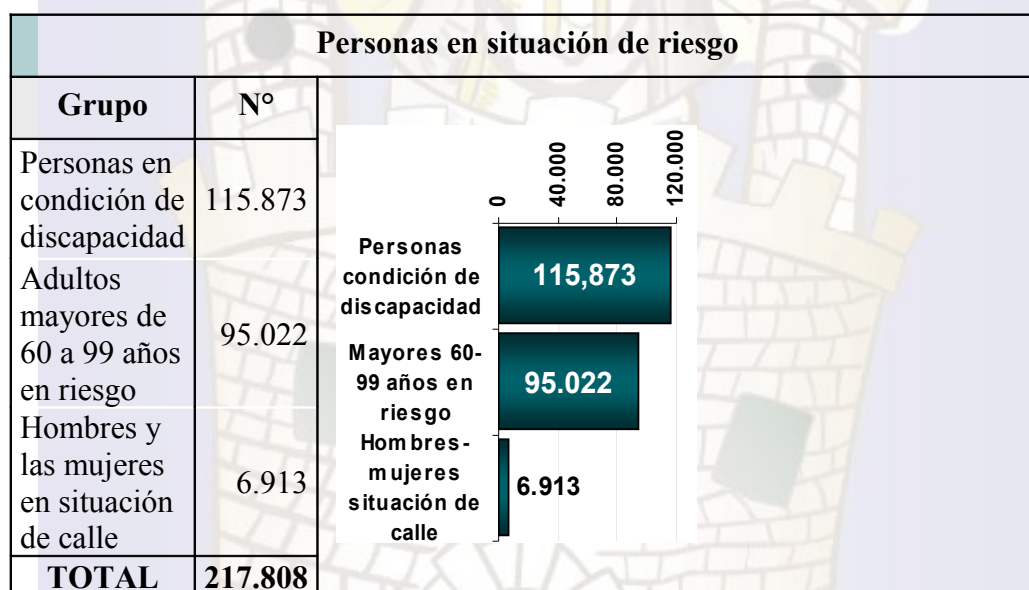 Personas en situación de riesgo
Grupo N°
Personas en
condición de
discapacidad
115.873
Adultos
mayores de
60 a 99 años
en riesgo
95.022
Hombres y
las mujeres
en situación
de calle
6.913
TOTAL 217.808
0 40.000 80.000 120.000
Personas
condición de
discapacidad
115,873
Mayores 60-
99 años en
riesgo
95.022
Hombres-
mujeres
situación de
calle
6.913